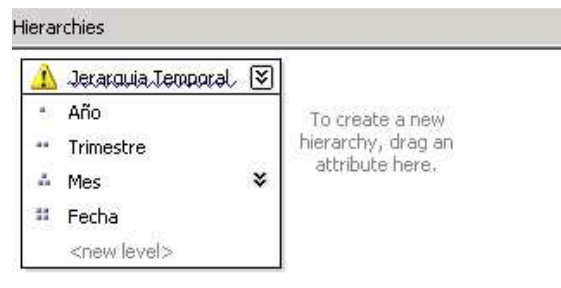 Hierarchies
Jerarquia Temporal
Año
Trimestre
Mes
Fecha
<new level>
To create a new
hierarchy, drag an
attribute here.